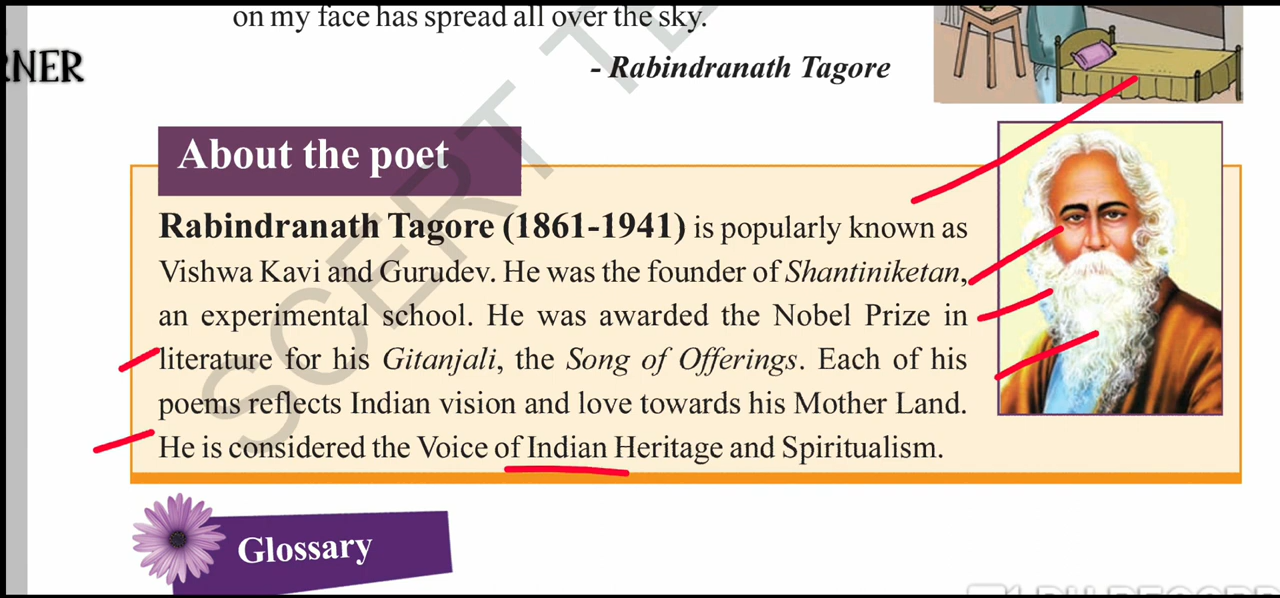 on my face has spread all over the sky.
RNER
- Rabindranath Tagore
About the poet
Rabindranath Tagore (1861-1941) is popularly known as
Vishwa Kavi and Gurudev. He was the founder of Shantiniketan,
an experimental school. He was awarded the Nobel Prize in
literature for his Gitanjali, the Song of Offerings. Each of his
poems reflects Indian vision and love towards his Mother Land.
He is considered the Voice of Indian Heritage and Spiritualism.
SCERT TE
Glossary